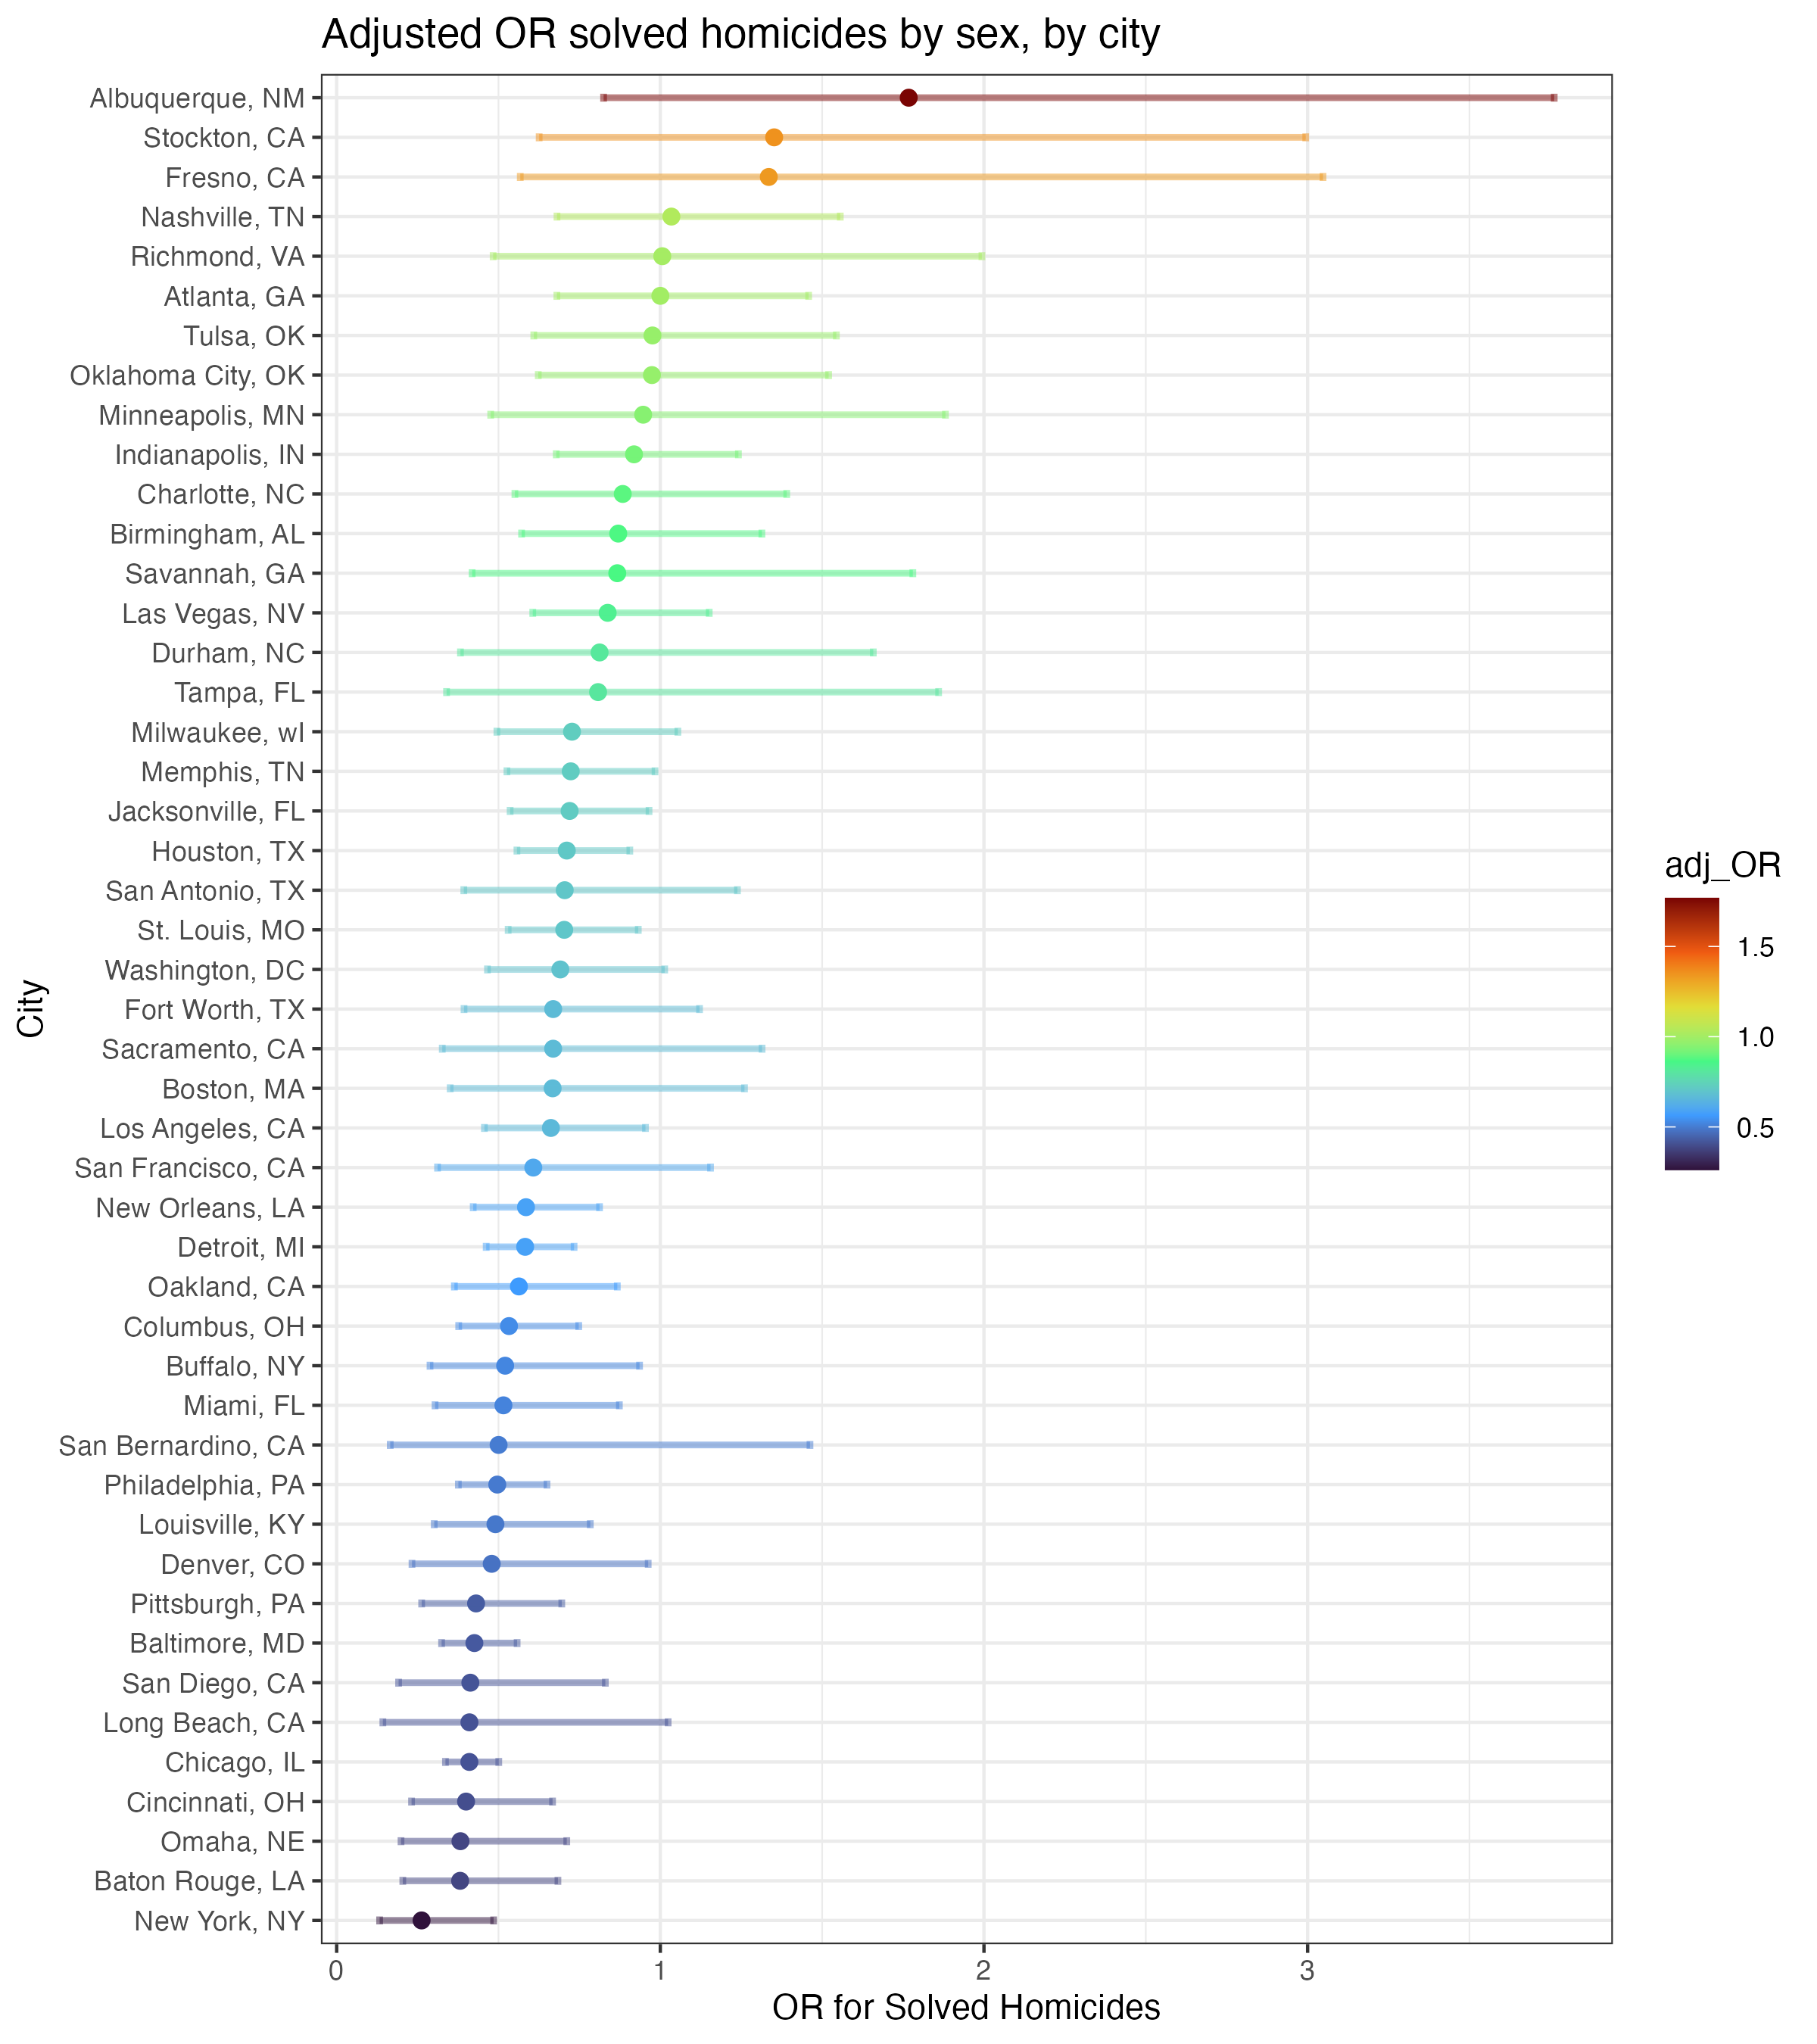 Adjusted OR solved homicides by sex, by city
Albuquerque, NM
Stockton, CA
Fresno, CA
Nashville, TN
Richmond, VA
Atlanta, GA
Tulsa, OK
Oklahoma City, OK
Minneapolis, MN
Indianapolis, IN
Charlotte, NC
Birmingham, AL
Savannah, GA
Las Vegas, NV
Durham, NC
Tampa, FL
Milwaukee, wI
Memphis, TN
Jacksonville, FL
Houston, TX
San Antonio, TX
St. Louis, MO
Washington, DC
Fort Worth, TX
Sacramento, CA
Boston, MA
Los Angeles, CA
San Francisco, CA
New Orleans, LA
Detroit, MI
Oakland, CA
Columbus, OH
Buffalo, NY
Miami, FL
San Bernardino, CA
Philadelphia, PA
Louisville, KY
Denver, CO
Pittsburgh, PA
Baltimore, MD
San Diego, CA
Long Beach, CA
Chicago, IL
Cincinnati, OH
Omaha, NE
Baton Rouge, LA
New York, NY
City
0 1 2 3
OR for Solved Homicides
adj_OR
1.5
1.0
0.5